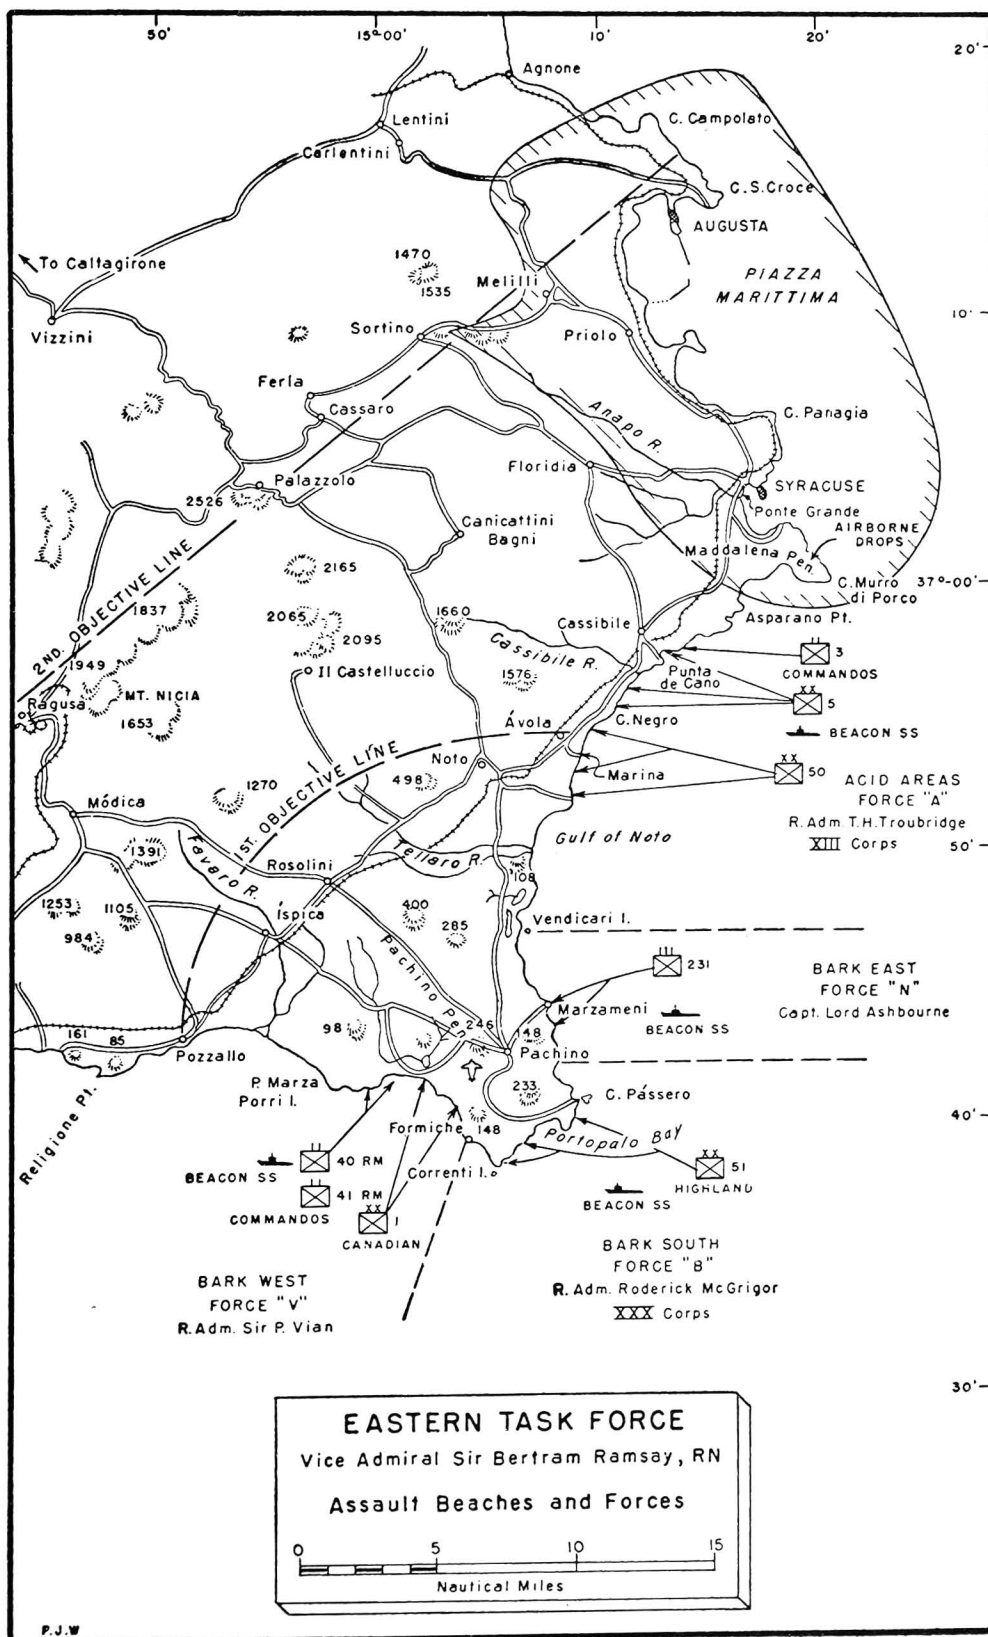 50'
15°00'
10'
20'
20'
Agnone
Lentini
Carlentini
C. Campolato
C.S.Croce
AUGUSTA
To Caltagirone
1470
1535
Melilli
PIAZZA
MARITTIMA
10'
Vizzini
Sortino
Priolo
Ferla
Cassaro
Anapo R.
C. Panagia
Floridia
Palazzolo
2526
SYRACUSE
Ponte Grande
Canicattini
Bagni
AIRBORNE
DROPS
Maddalena Pen.
2165
C. Murro
di Porco
37°-00'
2ND. OBJECTIVE LINE
1837
2065
2095
1660
Cassibile
Asparano Pt.
Cassibile R.
3
COMMANDOS
1949
Il Castelluccio
1576
Punta
de Cano
MT. NICIA
XX
5
Ragusa
1653
C. Negro
BEACON SS
Ávola
1ST. OBJECTIVE LINE
Noto
Marina
XX
50
498
ACID AREAS
FORCE "A"
R. Adm T.H.Troubridge
XIII Corps
1270
Módica
Gulf of Noto
50'
1391
Favaro R.
Rosolini
Tellaro R.
108
1253
1105
984
Íspica
400
285
Vendicari I.
Pachino Pen.
231
BARK EAST
FORCE "N"
Capt. Lord Ashbourne
Marzameni
BEACON SS
161
85
98
246
148
Pozzallo
Pachino
Religione Pt.
P. Marza
Porri I.
233
C. Pássero
40'
Formiche
148
Portopalo Bay
40 RM
BEACON SS
Correnti I.
XX
51
HIGHLAND
41 RM
COMMANDOS
BEACON SS
XX
1
CANADIAN
BARK SOUTH
FORCE "B"
R. Adm. Roderick McGrigor
XXX Corps
BARK WEST
FORCE "V"
R. Adm. Sir P. Vian
30'
EASTERN TASK FORCE
Vice Admiral Sir Bertram Ramsay, RN
Assault Beaches and Forces
0
5
10
15
Nautical Miles
P.J.W